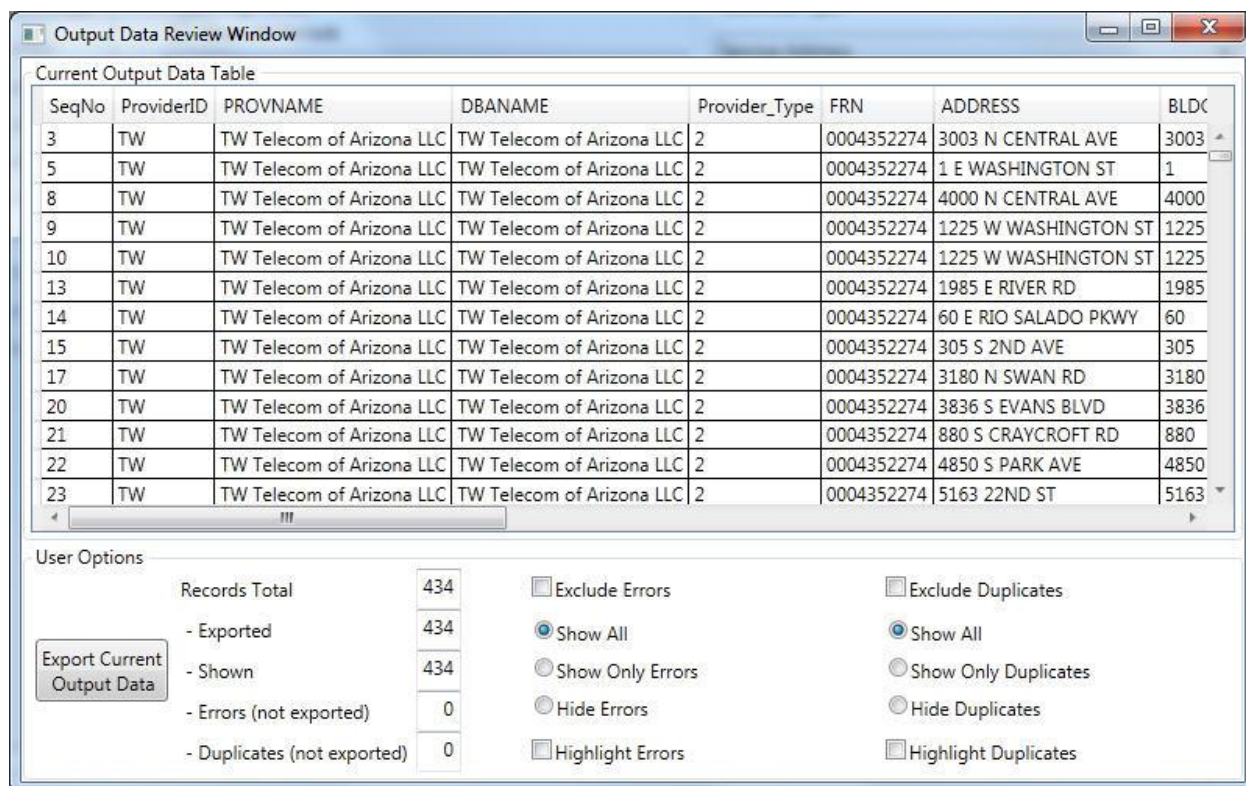 Output Data Review Window
Current Output Data Table
SeqNo ProviderID PROVNAME DBANAME Provider_Type FRN ADDRESS BLDG
3 TW TW Telecom of Arizona LLC TW Telecom of Arizona LLC 2 0004352274 3003 N CENTRAL AVE 3003
5 TW TW Telecom of Arizona LLC TW Telecom of Arizona LLC 2 0004352274 1 E WASHINGTON ST 1
8 TW TW Telecom of Arizona LLC TW Telecom of Arizona LLC 2 0004352274 4000 N CENTRAL AVE 4000
9 TW TW Telecom of Arizona LLC TW Telecom of Arizona LLC 2 0004352274 1225 W WASHINGTON ST 1225
10 TW TW Telecom of Arizona LLC TW Telecom of Arizona LLC 2 0004352274 1225 W WASHINGTON ST 1225
13 TW TW Telecom of Arizona LLC TW Telecom of Arizona LLC 2 0004352274 1985 E RIVER RD 1985
14 TW TW Telecom of Arizona LLC TW Telecom of Arizona LLC 2 0004352274 60 E RIO SALADO PKWY 60
15 TW TW Telecom of Arizona LLC TW Telecom of Arizona LLC 2 0004352274 305 S 2ND AVE 305
17 TW TW Telecom of Arizona LLC TW Telecom of Arizona LLC 2 0004352274 3180 N SWAN RD 3180
20 TW TW Telecom of Arizona LLC TW Telecom of Arizona LLC 2 0004352274 3836 S EVANS BLVD 3836
21 TW TW Telecom of Arizona LLC TW Telecom of Arizona LLC 2 0004352274 880 S CRAYCROFT RD 880
22 TW TW Telecom of Arizona LLC TW Telecom of Arizona LLC 2 0004352274 4850 S PARK AVE 4850
23 TW TW Telecom of Arizona LLC TW Telecom of Arizona LLC 2 0004352274 5163 22ND ST 5163
User Options
Records Total 434 Exclude Errors Exclude Duplicates
- Exported 434 Show All Show All
Export Current Output Data
- Shown 434 Show Only Errors Show Only Duplicates
- Errors (not exported) 0 Hide Errors Hide Duplicates
- Duplicates (not exported) 0 Highlight Errors Highlight Duplicates